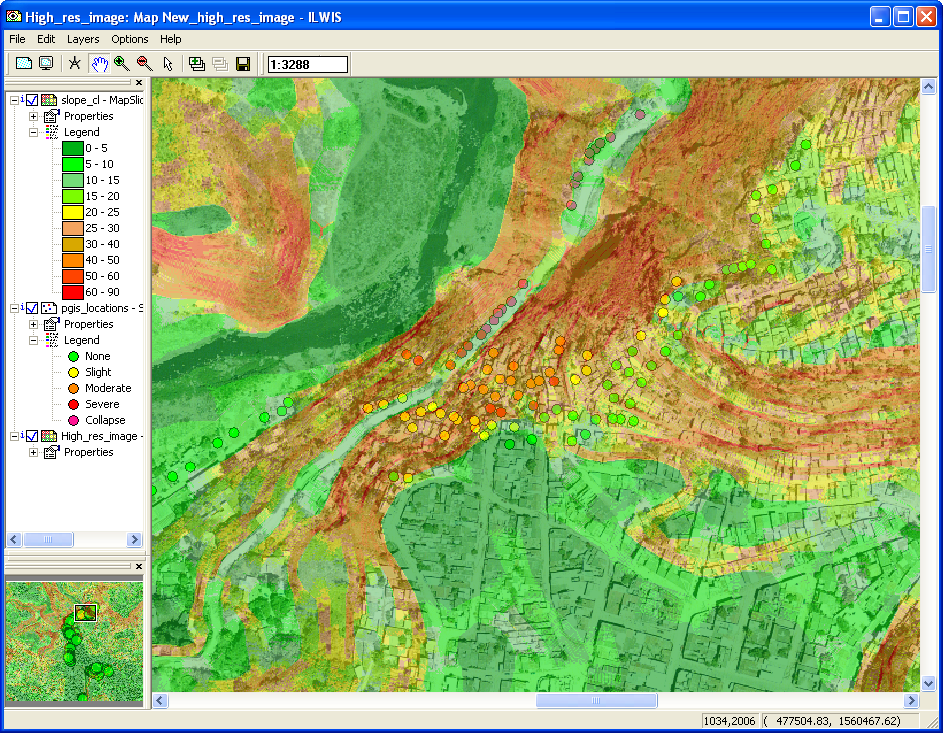 High_res_image: Map New_high_res_image - ILWIS
File Edit Layers Options Help
1:3288
slope_cl - MapSlic
Properties
Legend
0 - 5
5 - 10
10 - 15
15 - 20
20 - 25
25 - 30
30 - 40
40 - 50
50 - 60
60 - 90
pgis_locations - S
Properties
Legend
None
Slight
Moderate
Severe
Collapse
High_res_image -
Properties
1034,2006 ( 477504.83, 1560467.62)